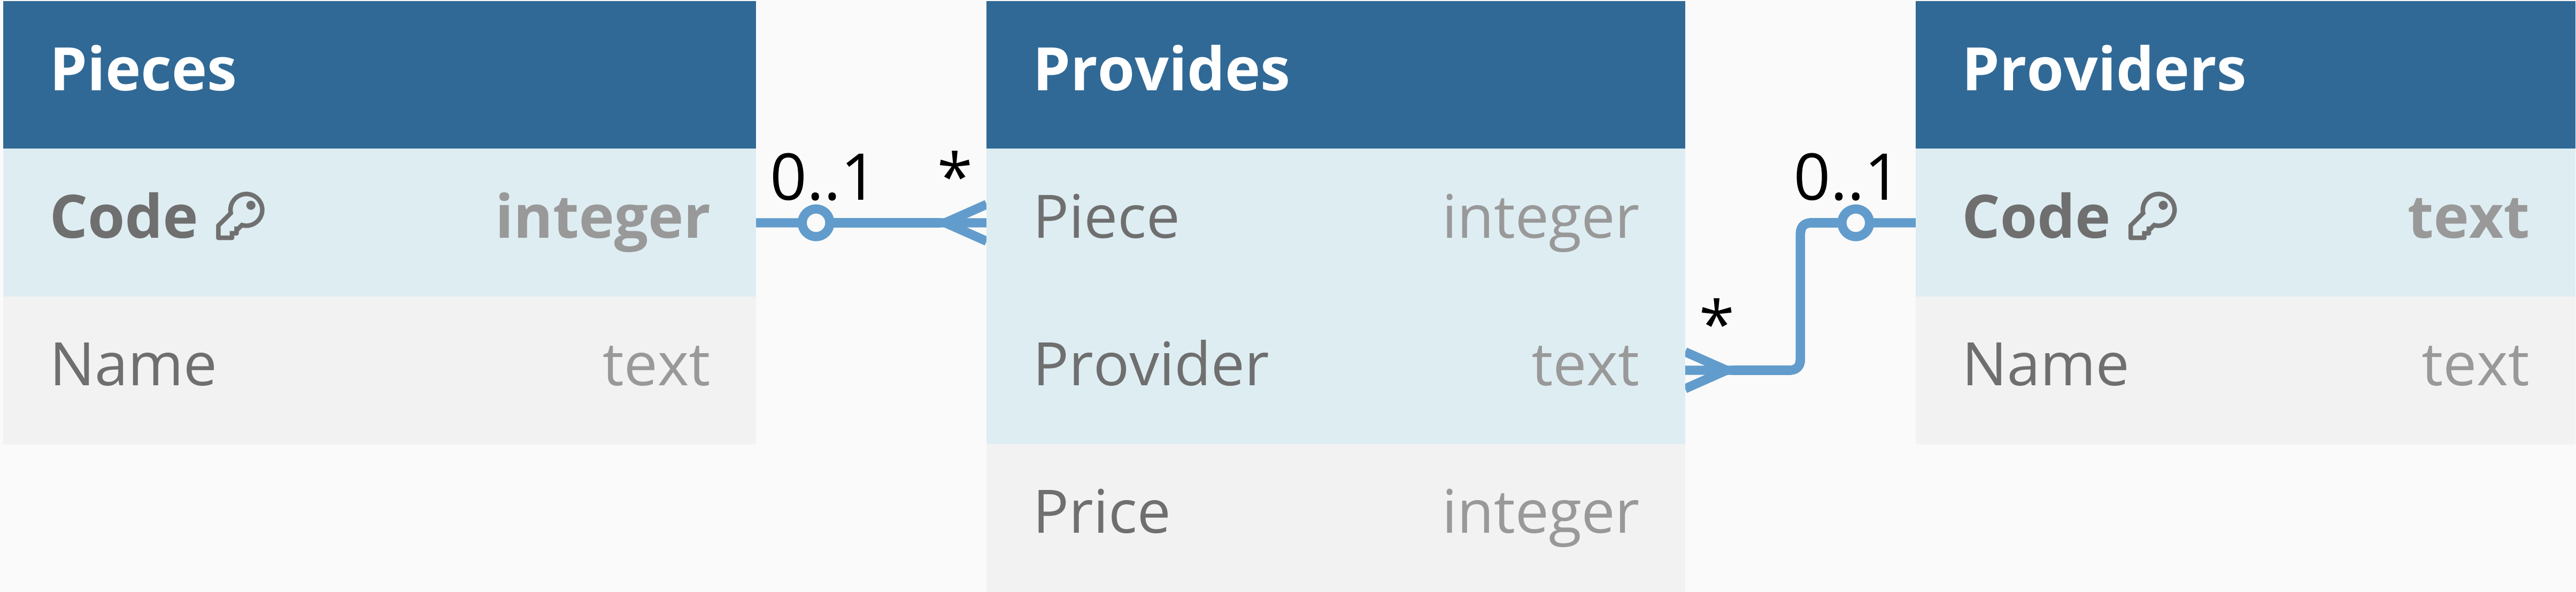 Pieces
Code integer
Name text
0..1 *
Provides
Piece integer
Provider text
Price integer
* 0..1
Providers
Code text
Name text